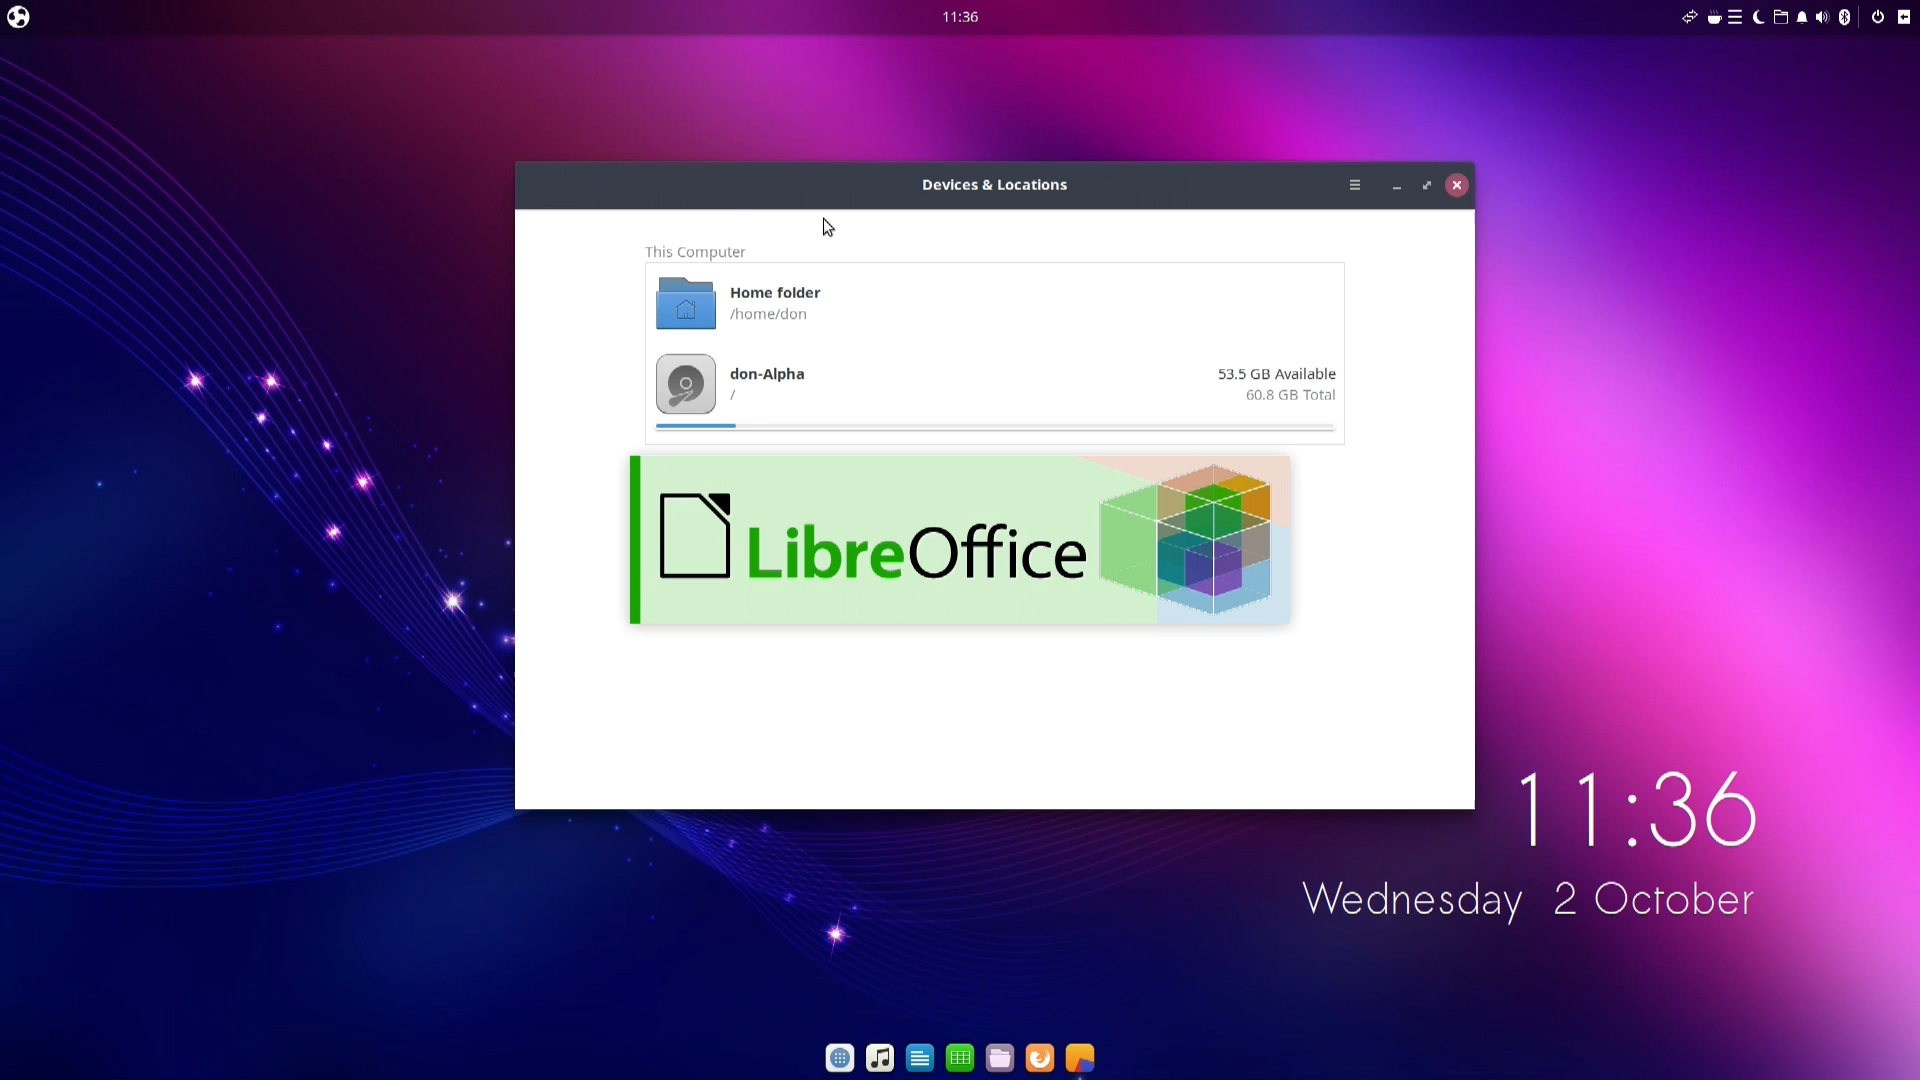 11:36
Devices & Locations
This Computer
Home folder
/home/don
don-Alpha
53.5 GB Available
/
60.8 GB Total
LibreOffice
11:36
Wednesday 2 October